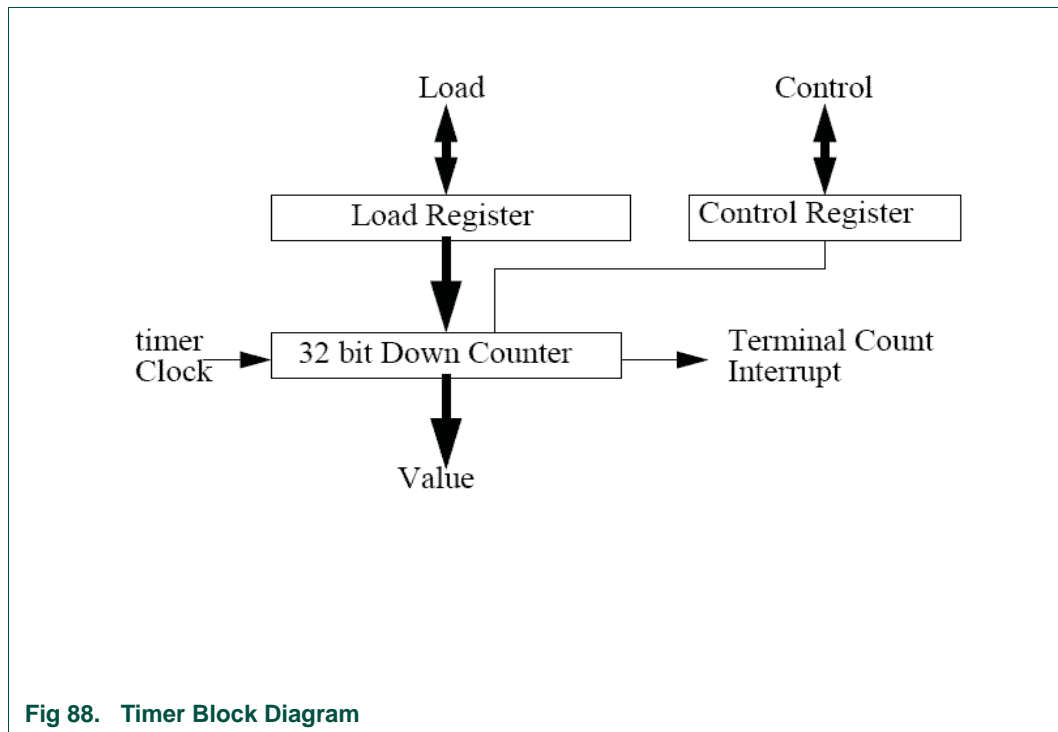 Load
Control
Load Register
Control Register
timer
Clock
32 bit Down Counter
Terminal Count
Interrupt
Value
Fig 88. Timer Block Diagram